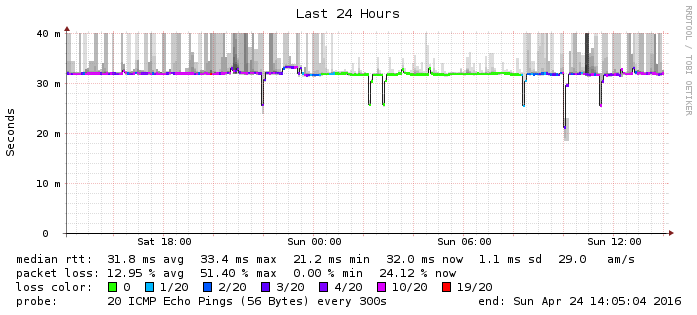 Last 24 Hours
RRDTOOL / TOBI OETIKER
Seconds
40 m
30 m
20 m
10 m
0
Sat 18:00 Sun 00:00 Sun 06:00 Sun 12:00
median rtt: 31.8 ms avg 33.4 ms max 21.2 ms min 32.0 ms now 1.1 ms sd 29.0 am/s
packet loss: 12.95 % avg 51.40 % max 0.00 % min 24.12 % now
loss color: 0 1/20 2/20 3/20 4/20 10/20 19/20
probe: 20 ICMP Echo Pings (56 Bytes) every 300s end: Sun Apr 24 14:05:04 2016